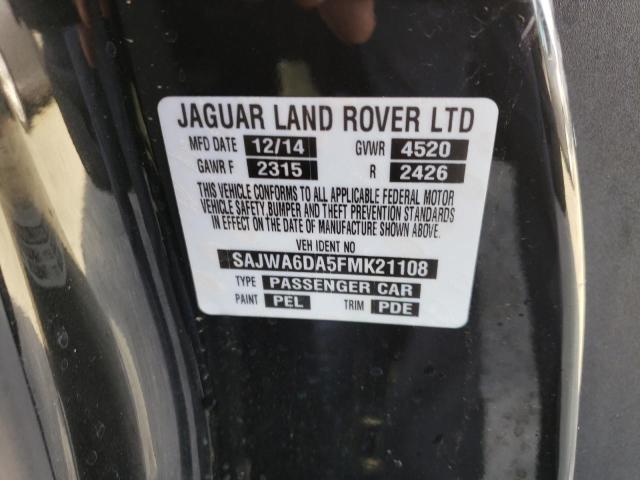 JAGUAR LAND ROVER LTD
MFD DATE 12/14 GVWR 4520
GAWR F 2315 R 2426
THIS VEHICLE CONFORMS TO ALL APPLICABLE FEDERAL MOTOR
VEHICLE SAFETY, BUMPER AND THEFT PREVENTION STANDARDS
IN EFFECT ON THE DATE OF MANUFACTURE SHOWN ABOVE.
VEH IDENT NO
SAJWA6DA5FMK21108
TYPE PASSENGER CAR
PAINT PEL TRIM PDE